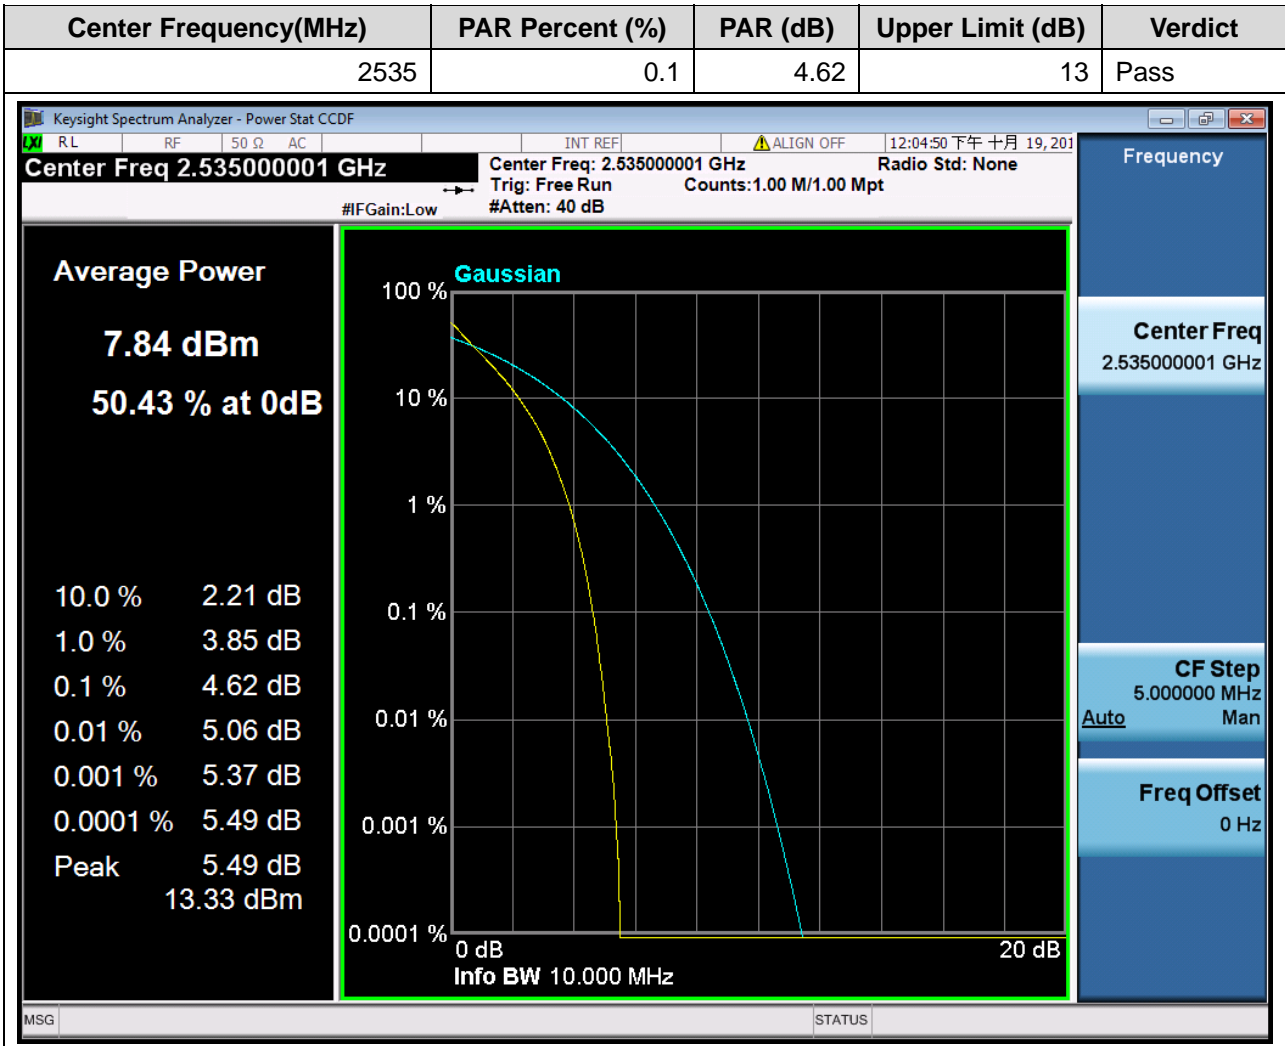 Center Frequency(MHz) PAR Percent (%) PAR (dB) Upper Limit (dB) Verdict
2535 0.1 4.62 13 Pass
Keysight Spectrum Analyzer - Power Stat CCDF
LXI RL RF 50 Ω AC INT REF ALIGN OFF 12:04:50 下午 十月 19, 201
Center Freq 2.535000001 GHz
Center Freq: 2.535000001 GHz Radio Std: None
Trig: Free Run Counts:1.00 M/1.00 Mpt
#IFGain:Low #Atten: 40 dB
Average Power
7.84 dBm
50.43 % at 0dB
10.0 % 2.21 dB
1.0 % 3.85 dB
0.1 % 4.62 dB
0.01 % 5.06 dB
0.001 % 5.37 dB
0.0001 % 5.49 dB
Peak 5.49 dB
13.33 dBm
Gaussian
100 %
10 %
1 %
0.1 %
0.01 %
0.001 %
0.0001 %
0 dB 20 dB
Info BW 10.000 MHz
Frequency
Center Freq
2.535000001 GHz
CF Step
5.000000 MHz
Auto Man
Freq Offset
0 Hz
MSG STATUS